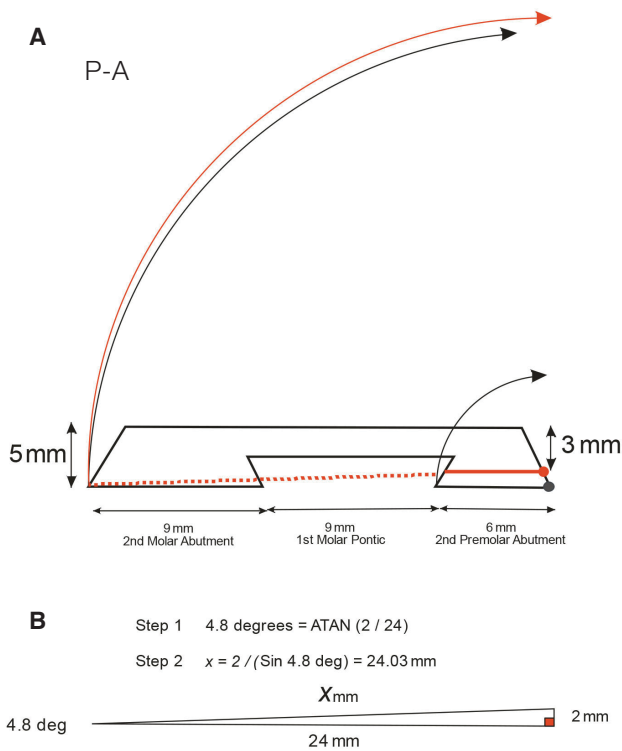 A
P-A
5 mm
3 mm
9 mm
2nd Molar Abutment
9 mm
1st Molar Pontic
6 mm
2nd Premolar Abutment
B
Step 1 4.8 degrees = ATAN (2 / 24)
Step 2 x = 2 / (Sin 4.8 deg) = 24.03 mm
4.8 deg
X mm
2 mm
24 mm